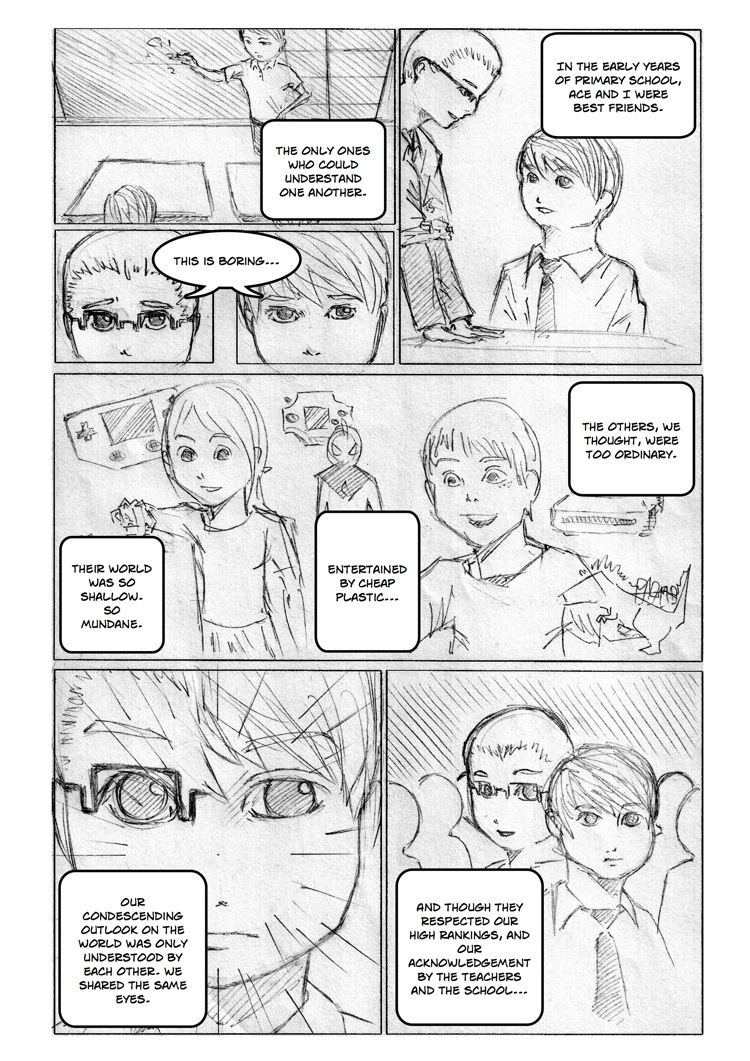 IN THE EARLY YEARS
OF PRIMARY SCHOOL,
ACE AND I WERE
BEST FRIENDS.
THE ONLY ONES
WHO COULD
UNDERSTAND
ONE ANOTHER.
THIS IS BORING...
THE OTHERS, WE
THOUGHT, WERE
TOO ORDINARY.
ENTERTAINED
BY CHEAP
PLASTIC...
THEIR WORLD
WAS SO
SHALLOW.
SO
MUNDANE.
AND THOUGH THEY
RESPECTED OUR
HIGH RANKINGS, AND
OUR
ACKNOWLEDGEMENT
BY THE TEACHERS
AND THE SCHOOL...
OUR
CONDESCENDING
OUTLOOK ON THE
WORLD WAS ONLY
UNDERSTOOD BY
EACH OTHER. WE
SHARED THE SAME
EYES.